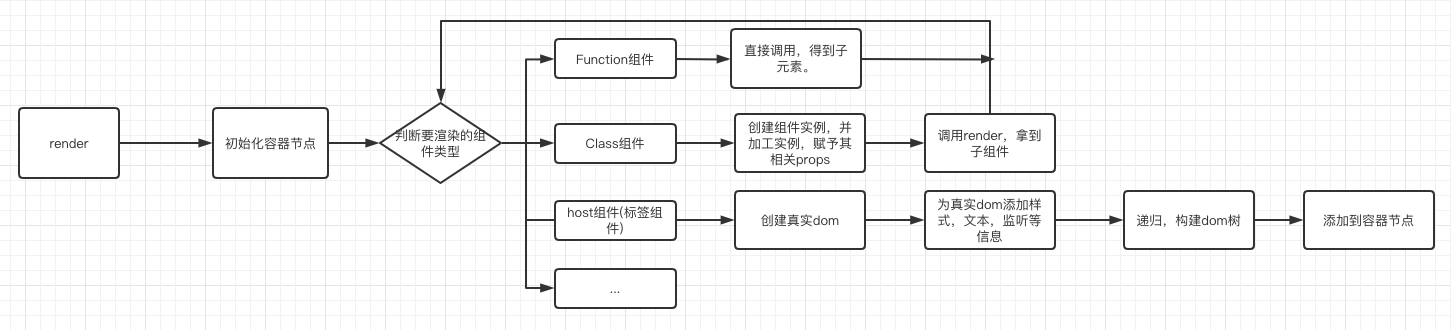 render
初始化容器节点
判断要渲染的组
件类型
Function组件
直接调用，得到子
元素。
Class组件
创建组件实例，并
加工实例，赋予其
相关props
调用render，拿到
子组件
host组件(标签组
件)
创建真实dom
为真实dom添加样
式，文本，监听等
信息
递归，构建dom树
添加到容器节点
...